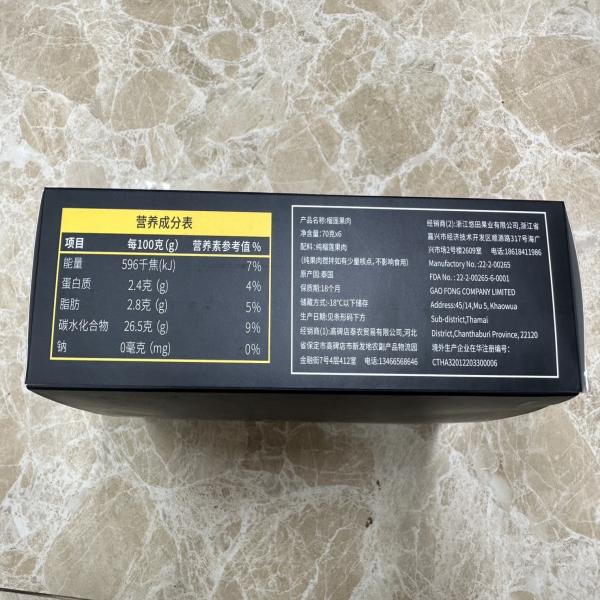 营养成分表
项目 每100克 (g) 营养素参考值 %
能量 596千焦(kJ) 7%
蛋白质 2.4克 (g) 4%
脂肪 2.8克 (g) 5%
碳水化合物 26.5克 (g) 9%
钠 0毫克 (mg) 0%
产品名称:榴莲果肉
净含量:70克x6
配料:纯榴莲果肉
(纯果肉搅拌如有少量核点,不影响食用)
原产国:泰国
保质期:18个月
储藏方式:-18℃以下储存
生产日期:见条形码下方
经销商(1):高碑店泰农贸易有限公司,河北
省保定市高碑店市新发地农副产品物流园
金融街7号4层412室 电话:13466568646
经销商(2):浙江悠田果业有限公司,浙江省
嘉兴市经济技术开发区顺泽路317号海广
兴市场2号楼2609室 电话:18618411986
Manufactory No.:22-2-00265
FDA No. : 22-2-00265-6-0001
GAO FONG COMPANY LIMITED
Address:45/14,Mu 5, Khaowua
Sub-district,Thamai
District,Chanthaburi Province, 22120
境外生产企业在华注册编号:
CTHA32012203300006